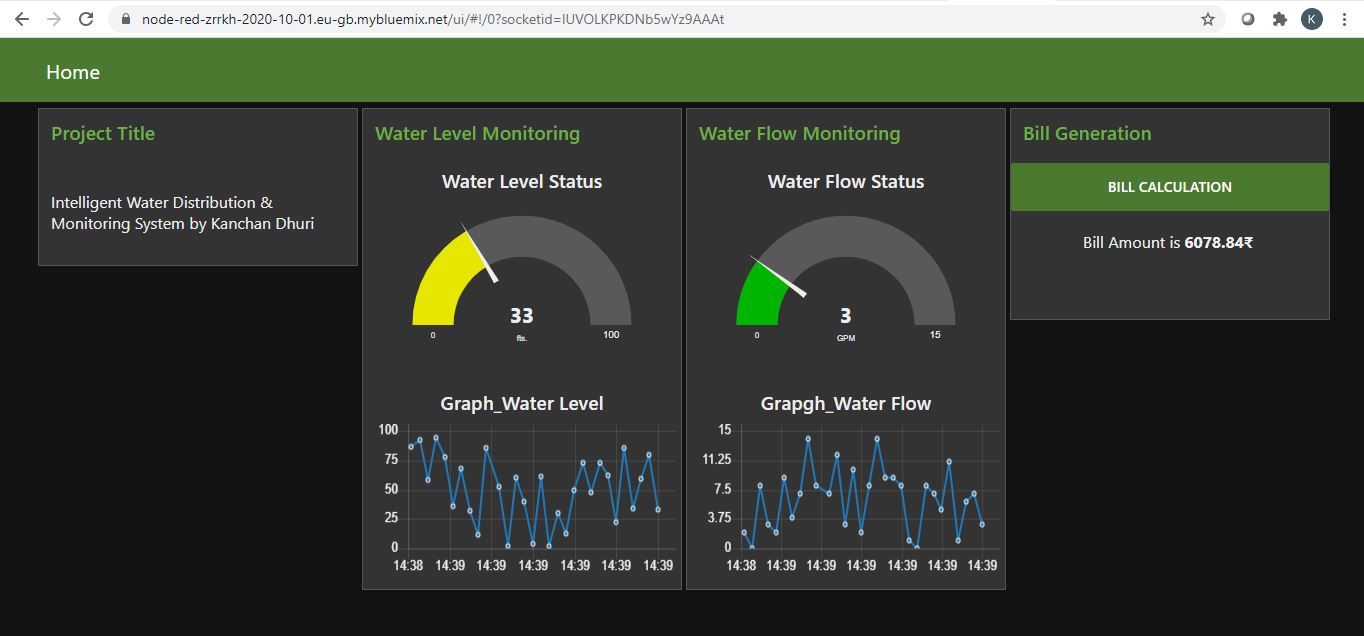 node-red-zrrkh-2020-10-01.eu-gb.mybluemix.net/ui/#!/0?socketid=IUVOLKPKDNb5wYz9AAAt
K
Home
Project Title
Intelligent Water Distribution &
Monitoring System by Kanchan Dhuri
Water Level Monitoring
Water Level Status
33
fts.
0
100
Graph_Water Level
100
75
50
25
0
14:38 14:39 14:39 14:39 14:39 14:39 14:39
Water Flow Monitoring
Water Flow Status
3
GPM
0
15
Grapgh_Water Flow
15
11.25
7.5
3.75
0
14:38 14:39 14:39 14:39 14:39 14:39 14:39
Bill Generation
BILL CALCULATION
Bill Amount is 6078.84₹